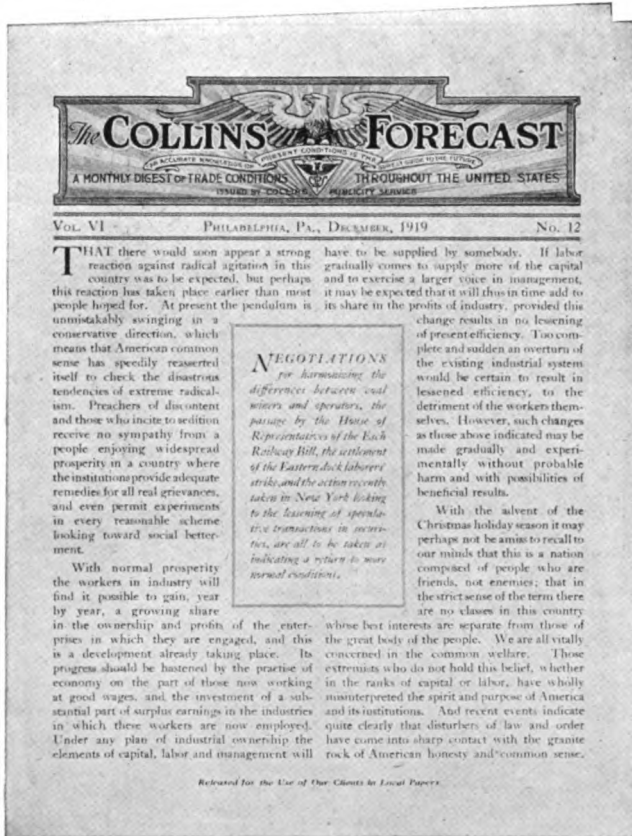 The COLLINS FORECAST
AN ACCURATE KNOWLEDGE OF PRESENT CONDITIONS IS THE SUREST GUIDE TO THE FUTURE
A MONTHLY DIGEST OF TRADE CONDITIONS THROUGHOUT THE UNITED STATES
ISSUED BY COLLINS PUBLICITY SERVICE
VOL. VI PHILADELPHIA, PA., DECEMBER, 1919 No. 12
THAT there would soon appear a strong
reaction against radical agitation in this
country was to be expected, but perhaps
this reaction has taken place earlier than most
people hoped for. At present the pendulum is
unmistakably swinging in a
conservative direction, which
means that American common
sense has speedily reasserted
itself to check the disastrous
tendencies of extreme radical-
ism. Preachers of discontent
and those who incite to sedition
receive no sympathy from a
people enjoying widespread
prosperity in a country where
the institutions provide adequate
remedies for all real grievances,
and even permit experiments
in every reasonable scheme
looking toward social better-
ment.
With normal prosperity
the workers in industry will
find it possible to gain, year
by year, a growing share
in the ownership and profits of the enter-
prises in which they are engaged, and this
is a development already taking place. Its
progress should be hastened by the practise of
economy on the part of those now working
at good wages, and the investment of a sub-
stantial part of surplus earnings in the industries
in which these workers are now employed.
Under any plan of industrial ownership the
elements of capital, labor and management will
NEGOTIATIONS
for harmonizing the
differences between coal
miners and operators, the
passage by the House of
Representatives of the Esch
Railway Bill, the settlement
of the Eastern dock laborers'
strike, and the action recently
taken in New York looking
to the lessening of specula-
tive transactions in securi-
ties, are all to be taken as
indicating a return to more
normal conditions.
have to be supplied by somebody. If labor
gradually comes to supply more of the capital
and to exercise a larger voice in management,
it may be expected that it will thus in time add to
its share in the profits of industry, provided this
change results in no lessening
of present efficiency. Too com-
plete and sudden an overturn of
the existing industrial system
would be certain to result in
lessened efficiency, to the
detriment of the workers them-
selves. However, such changes
as those above indicated may be
made gradually and experi-
mentally without probable
harm and with possibilities of
beneficial results.
With the advent of the
Christmas holiday season it may
perhaps not be amiss to recall to
our minds that this is a nation
composed of people who are
friends, not enemies; that in
the strict sense of the term there
are no classes in this country
whose best interests are separate from those of
the great body of the people. We are all vitally
concerned in the common welfare. Those
extremists who do not hold this belief, whether
in the ranks of capital or labor, have wholly
misinterpreted the spirit and purpose of America
and its institutions. And recent events indicate
quite clearly that disturbers of law and order
have come into sharp contact with the granite
rock of American honesty and common sense.
Released for the Use of Our Clients in Local Papers